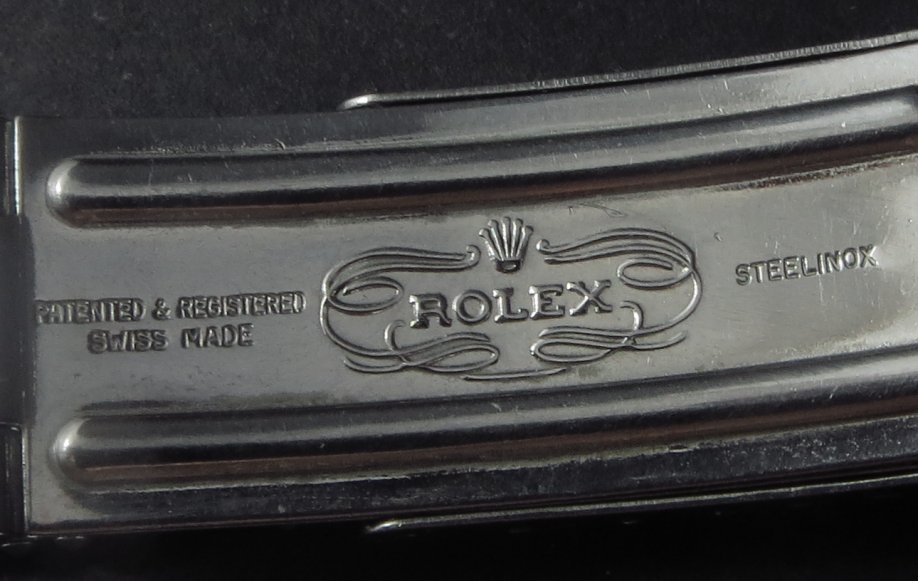 PATENTED & REGISTERED
SWISS MADE
ROLEX
STEELINOX